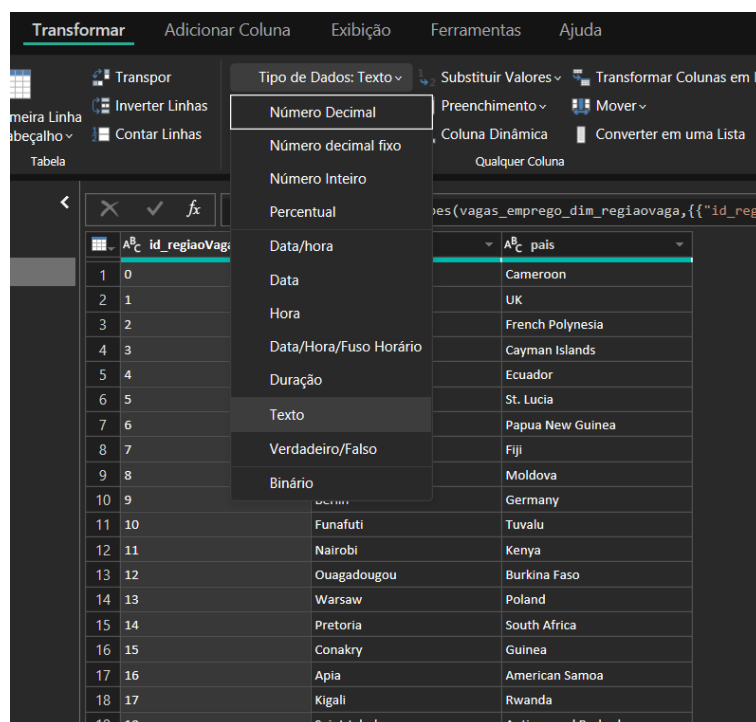 Transformar Adicionar Coluna Exibição Ferramentas Ajuda
Transpor Tipo de Dados: Texto Substituir Valores Transformar Colunas em
meira Linha Inverter Linhas Preenchimento Mover
abeçalho Contar Linhas Coluna Dinâmica Converter em uma Lista
Tabela Qualquer Coluna
Número Decimal
Número decimal fixo
Número Inteiro
Percentual
Data/hora
Data
Hora
Data/Hora/Fuso Horário
Duração
Texto
Verdadeiro/Falso
Binário
fx pes(vagas_emprego_dim_regiaovaga,{{"id_reg
ABC id_regiaoVaga ABC pais
1 0 Cameroon
2 1 UK
3 2 French Polynesia
4 3 Cayman Islands
5 4 Ecuador
6 5 St. Lucia
7 6 Papua New Guinea
8 7 Fiji
9 8 Moldova
10 9 Berlin Germany
11 10 Funafuti Tuvalu
12 11 Nairobi Kenya
13 12 Ouagadougou Burkina Faso
14 13 Warsaw Poland
15 14 Pretoria South Africa
16 15 Conakry Guinea
17 16 Apia American Samoa
18 17 Kigali Rwanda